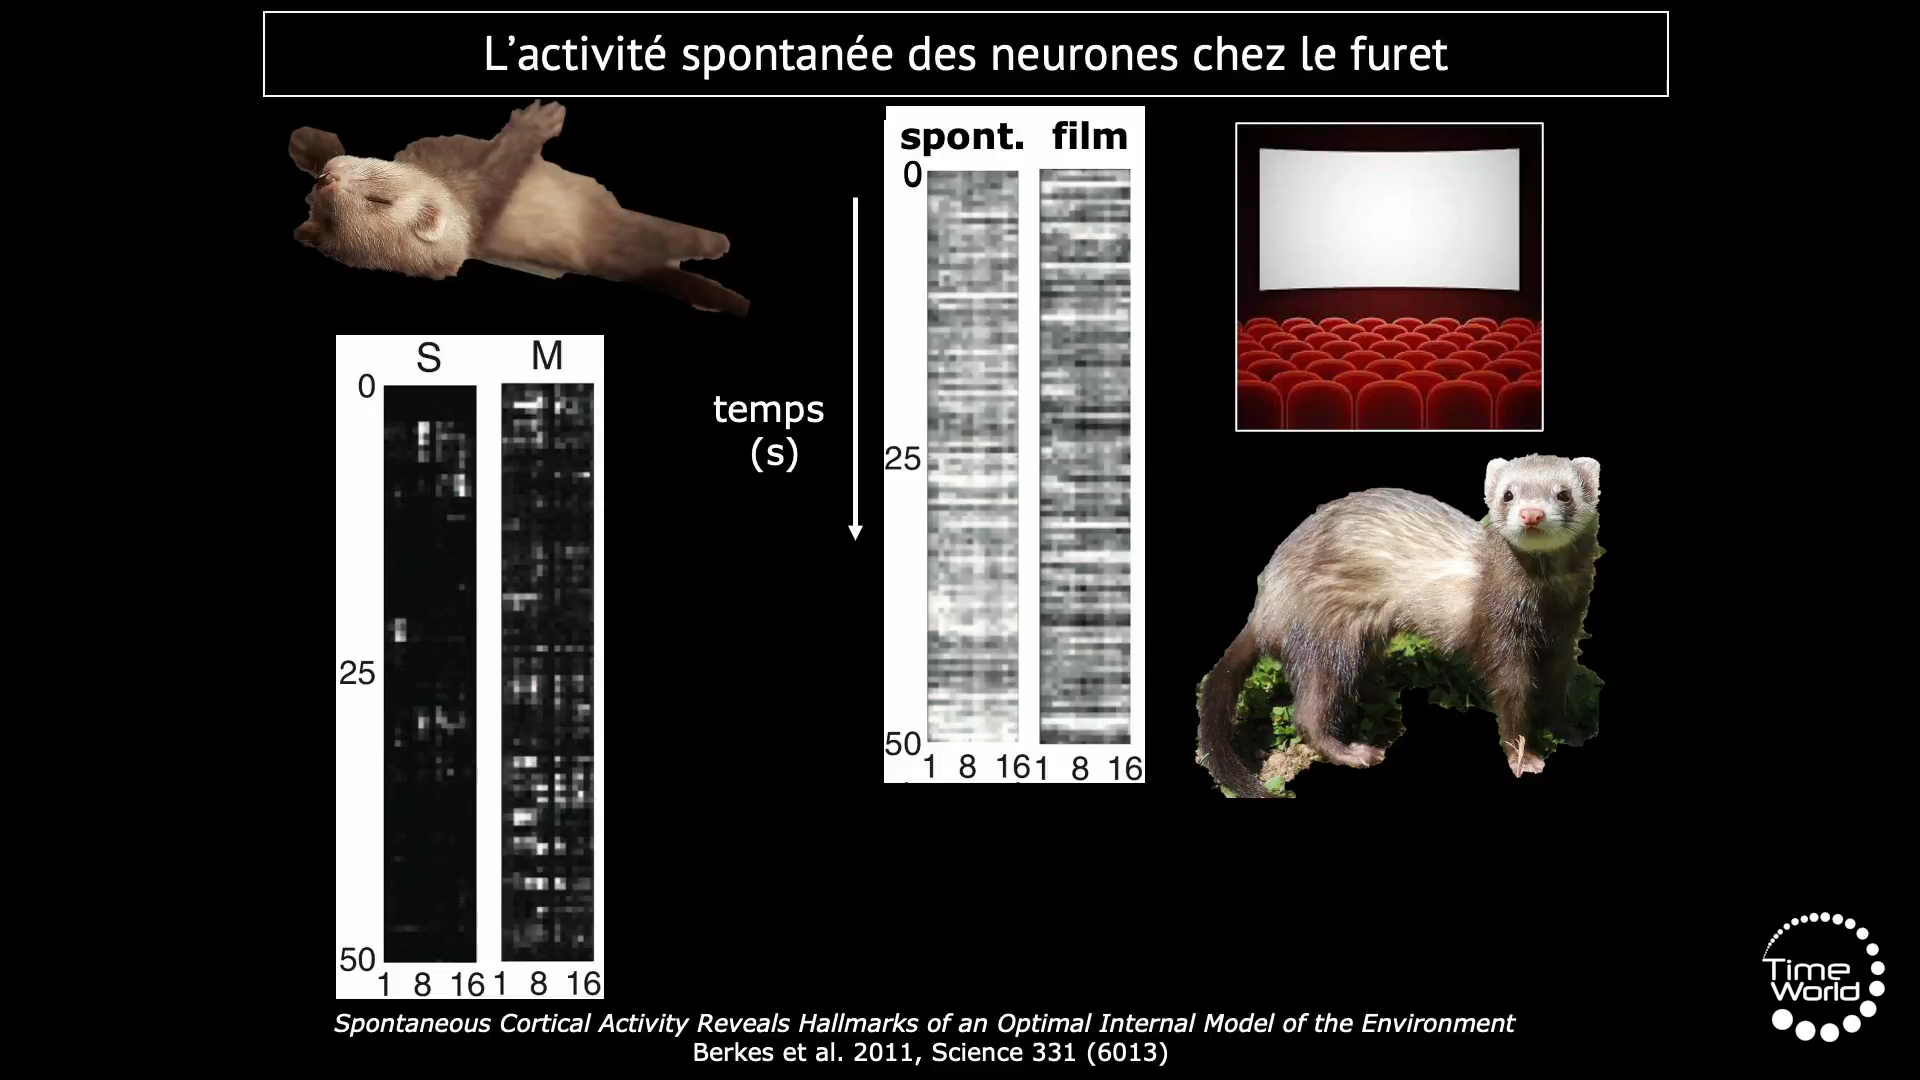 L’activité spontanée des neurones chez le furet
spont. film
0
25
50
1 8 16 1 8 16
temps
(s)
S M
0
25
50
1 8 16 1 8 16
Spontaneous Cortical Activity Reveals Hallmarks of an Optimal Internal Model of the Environment
Berkes et al. 2011, Science 331 (6013)
Time
World